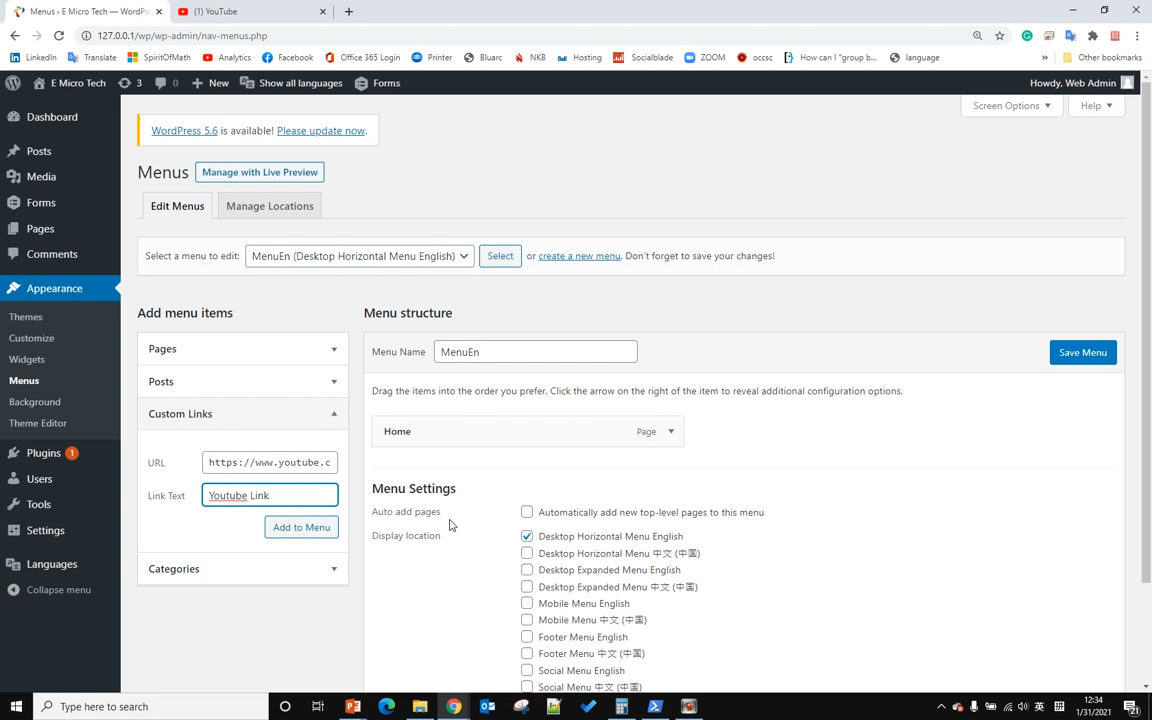 Menus ‹ E Micro Tech — WordPr
(1) YouTube
127.0.0.1/wp/wp-admin/nav-menus.php
LinkedIn
Translate
SpiritOfMath
Analytics
Facebook
Office 365 Login
Printer
Bluarc
NKB
Hosting
Socialblade
ZOOM
occsc
How can I "group b...
language
»
Other bookmarks
E Micro Tech
3
0
New
Show all languages
Forms
Howdy, Web Admin
Dashboard
Posts
Media
Forms
Pages
Comments
Appearance
Themes
Customize
Widgets
Menus
Background
Theme Editor
Plugins 1
Users
Tools
Settings
Languages
Collapse menu
Screen Options
Help
WordPress 5.6 is available! Please update now.
Menus
Manage with Live Preview
Edit Menus
Manage Locations
Select a menu to edit:
MenuEn (Desktop Horizontal Menu English)
Select
or create a new menu. Don't forget to save your changes!
Add menu items
Pages
Posts
Custom Links
URL
https://www.youtube.c
Link Text
Youtube Link
Add to Menu
Categories
Menu structure
Menu Name
MenuEn
Save Menu
Drag the items into the order you prefer. Click the arrow on the right of the item to reveal additional configuration options.
Home
Page
Menu Settings
Auto add pages
Automatically add new top-level pages to this menu
Display location
Desktop Horizontal Menu English
Desktop Horizontal Menu 中文 (中国)
Desktop Expanded Menu English
Desktop Expanded Menu 中文 (中国)
Mobile Menu English
Mobile Menu 中文 (中国)
Footer Menu English
Footer Menu 中文 (中国)
Social Menu English
Social Menu 中文 (中国)
Type here to search
英
12:34
1/31/2021
21